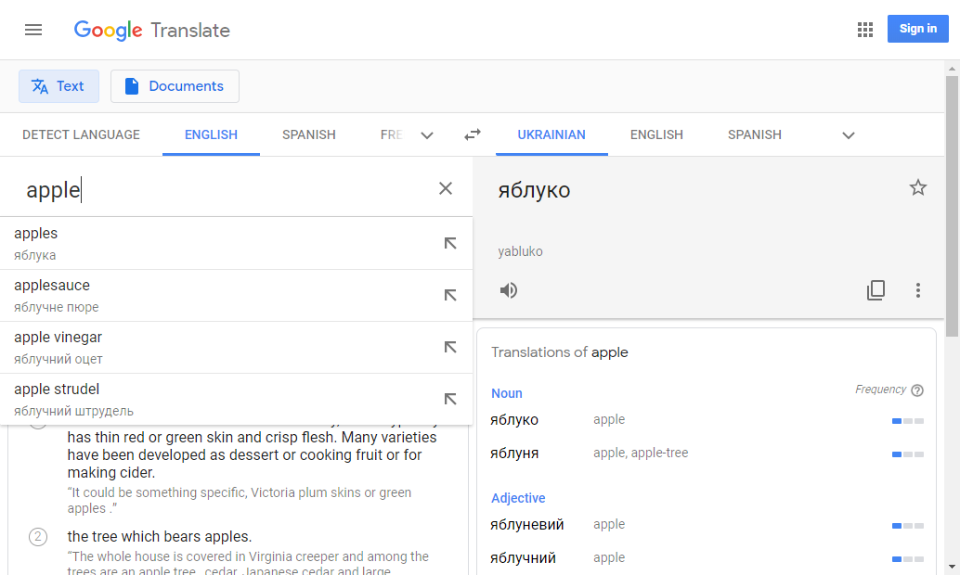 Google Translate
Sign in
Text
Documents
DETECT LANGUAGE
ENGLISH
SPANISH
FRE
UKRAINIAN
ENGLISH
SPANISH
apple
apples
яблука
applesauce
яблучне пюре
apple vinegar
яблучний оцет
apple strudel
яблучний штрудель
has thin red or green skin and crisp flesh. Many varieties
have been developed as dessert or cooking fruit or for
making cider.
"It could be something specific, Victoria plum skins or green
apples ."
2
the tree which bears apples.
"The whole house is covered in Virginia creeper and among the
trees are an apple tree , cedar, Japanese cedar and large
яблуко
yabluko
Translations of apple
Noun
Frequency
яблуко apple
яблуня apple, apple-tree
Adjective
яблуневий apple
яблучний apple